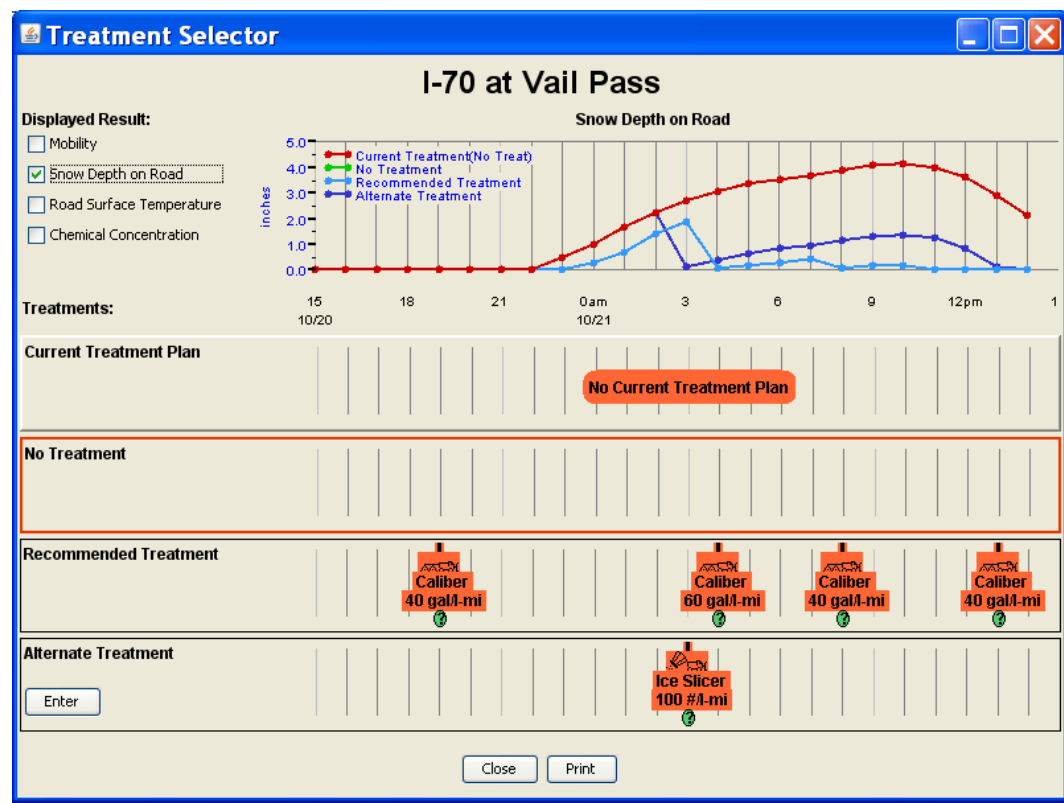 Treatment Selector
I-70 at Vail Pass
Displayed Result:
Mobility
Snow Depth on Road
Road Surface Temperature
Chemical Concentration
Snow Depth on Road
5.0
4.0
3.0
2.0
1.0
0.0
inches
Current Treatment(No Treat)
No Treatment
Recommended Treatment
Alternate Treatment
Treatments:
15 18 21 0am 3 6 9 12pm 1
10/20 10/21
Current Treatment Plan
No Current Treatment Plan
No Treatment
Recommended Treatment
Caliber
40 gal/l-mi
?
Caliber
60 gal/l-mi
?
Caliber
40 gal/l-mi
?
Caliber
40 gal/l-mi
?
Alternate Treatment
Enter
Ice Slicer
100 #/l-mi
?
Close
Print